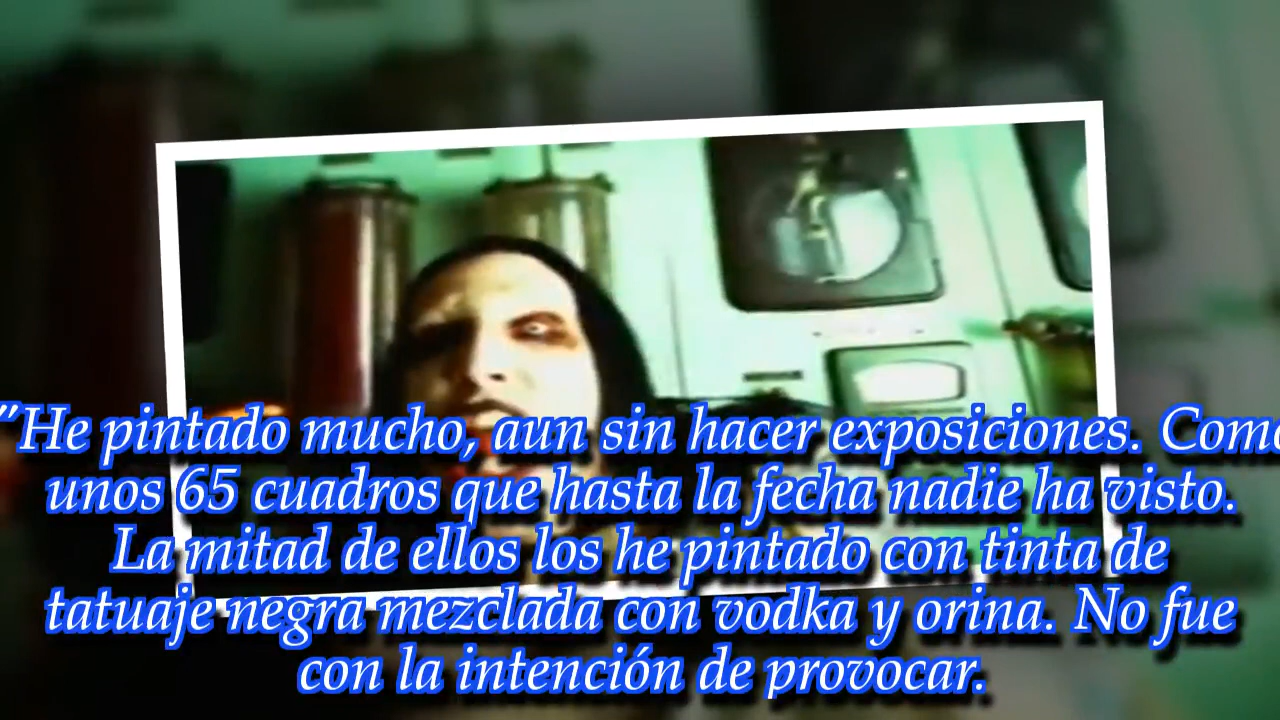 "He pintado mucho, aun sin hacer exposiciones. Como
unos 65 cuadros que hasta la fecha nadie ha visto.
La mitad de ellos los he pintado con tinta de
tatuaje negra mezclada con vodka y orina. No fue
con la intención de provocar.